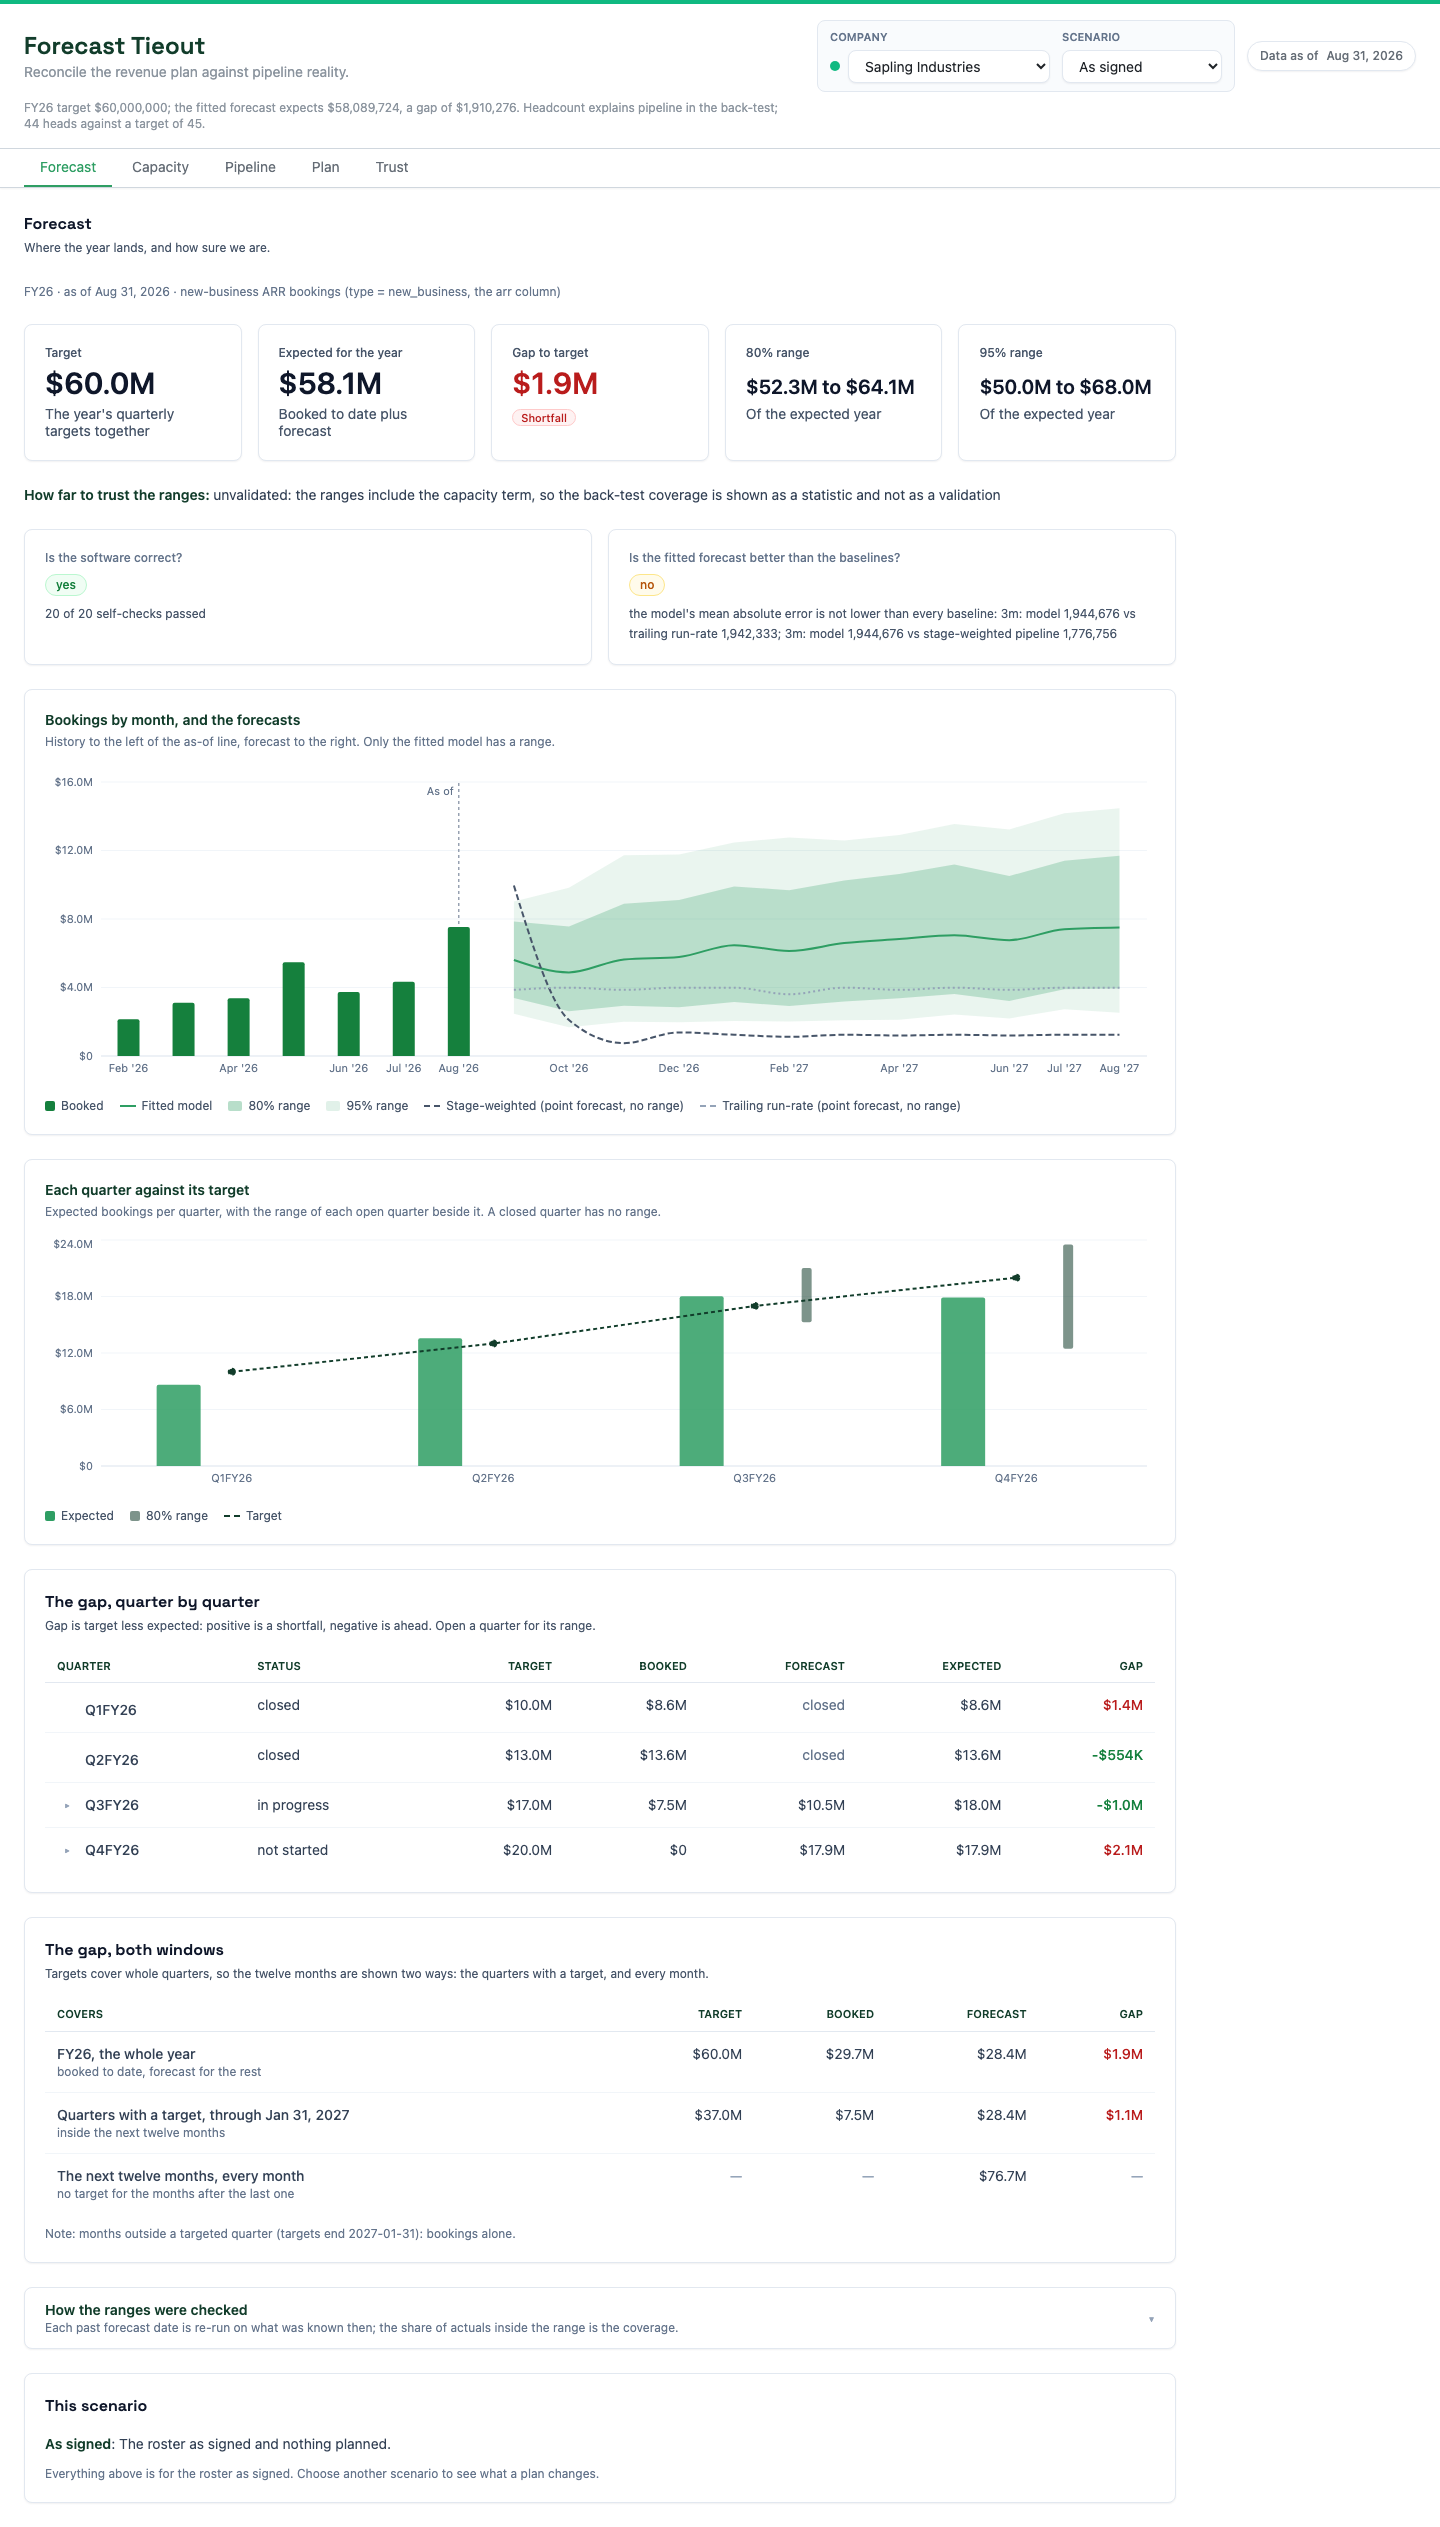 Forecast Tieout
Reconcile the revenue plan against pipeline reality.
FY26 target $60,000,000; the fitted forecast expects $58,089,724, a gap of $1,910,276. Headcount explains pipeline in the back-test;
44 heads against a target of 45.
COMPANY
Sapling Industries
SCENARIO
As signed
Data as of Aug 31, 2026
Forecast Capacity Pipeline Plan Trust
Forecast
Where the year lands, and how sure we are.
FY26 · as of Aug 31, 2026 · new-business ARR bookings (type = new_business, the arr column)
Target
$60.0M
The year's quarterly
targets together
Expected for the year
$58.1M
Booked to date plus
forecast
Gap to target
$1.9M
Shortfall
80% range
$52.3M to $64.1M
Of the expected year
95% range
$50.0M to $68.0M
Of the expected year
How far to trust the ranges: unvalidated: the ranges include the capacity term, so the back-test coverage is shown as a statistic and not as a validation
Is the software correct?
yes
20 of 20 self-checks passed
Is the fitted forecast better than the baselines?
no
the model's mean absolute error is not lower than every baseline: 3m: model 1,944,676 vs
trailing run-rate 1,942,333; 3m: model 1,944,676 vs stage-weighted pipeline 1,776,756
Bookings by month, and the forecasts
History to the left of the as-of line, forecast to the right. Only the fitted model has a range.
$16.0M
$12.0M
$8.0M
$4.0M
$0
As of
Feb '26 Apr '26 Jun '26 Jul '26 Aug '26 Oct '26 Dec '26 Feb '27 Apr '27 Jun '27 Jul '27 Aug '27
Booked Fitted model 80% range 95% range Stage-weighted (point forecast, no range) Trailing run-rate (point forecast, no range)
Each quarter against its target
Expected bookings per quarter, with the range of each open quarter beside it. A closed quarter has no range.
$24.0M
$18.0M
$12.0M
$6.0M
$0
Q1FY26 Q2FY26 Q3FY26 Q4FY26
Expected 80% range Target
The gap, quarter by quarter
Gap is target less expected: positive is a shortfall, negative is ahead. Open a quarter for its range.
QUARTER STATUS TARGET BOOKED FORECAST EXPECTED GAP
Q1FY26 closed $10.0M $8.6M closed $8.6M $1.4M
Q2FY26 closed $13.0M $13.6M closed $13.6M -$554K
Q3FY26 in progress $17.0M $7.5M $10.5M $18.0M -$1.0M
Q4FY26 not started $20.0M $0 $17.9M $17.9M $2.1M
The gap, both windows
Targets cover whole quarters, so the twelve months are shown two ways: the quarters with a target, and every month.
COVERS TARGET BOOKED FORECAST GAP
FY26, the whole year $60.0M $29.7M $28.4M $1.9M
booked to date, forecast for the rest
Quarters with a target, through Jan 31, 2027 $37.0M $7.5M $28.4M $1.1M
inside the next twelve months
The next twelve months, every month — — $76.7M —
no target for the months after the last one
Note: months outside a targeted quarter (targets end 2027-01-31): bookings alone.
How the ranges were checked
Each past forecast date is re-run on what was known then; the share of actuals inside the range is the coverage.
This scenario
As signed: The roster as signed and nothing planned.
Everything above is for the roster as signed. Choose another scenario to see what a plan changes.